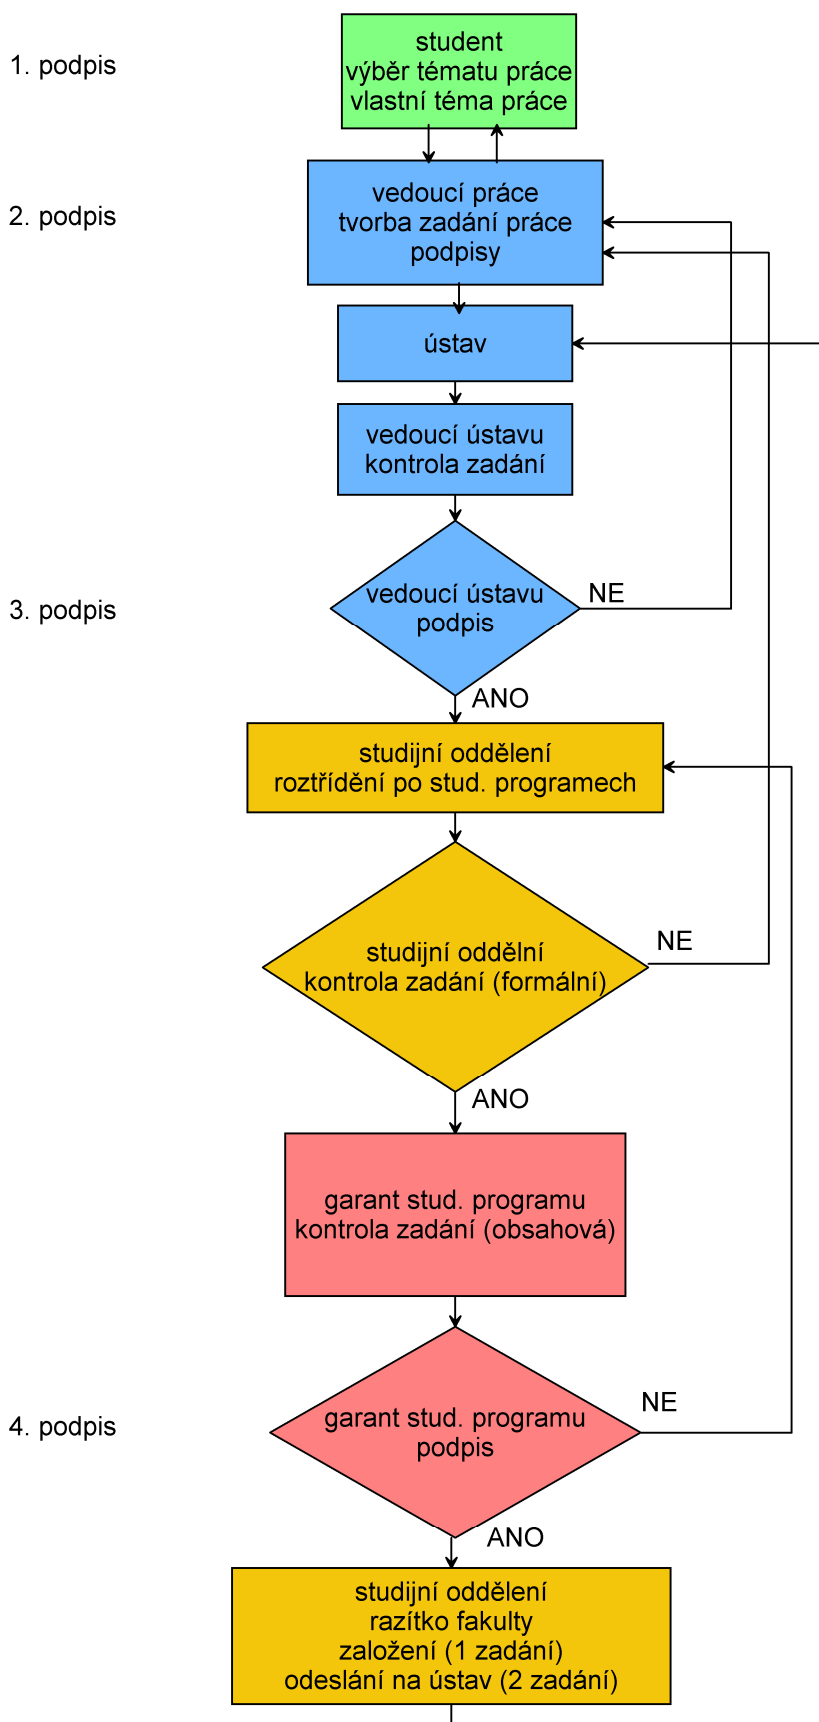 student
1. podpis
výběr tématu práce
vlastní téma práce
vedoucí práce
2. podpis
tvorba zadání práce
podpisy
ústav
vedoucí ústavu
kontrola zadání
NE
vedoucí ústavu
3. podpis
podpis
ANO
studijní oddělení
roztřídění po stud. programech
NE
studijní oddělní
kontrola zadání (formální)
ANO
garant stud. programu
kontrola zadání (obsahová)
NE
garant stud. programu
4. podpis
podpis
ANO
studijní oddělení
razítko fakulty
založení (1 zadání)
odeslání na ústav (2 zadání)